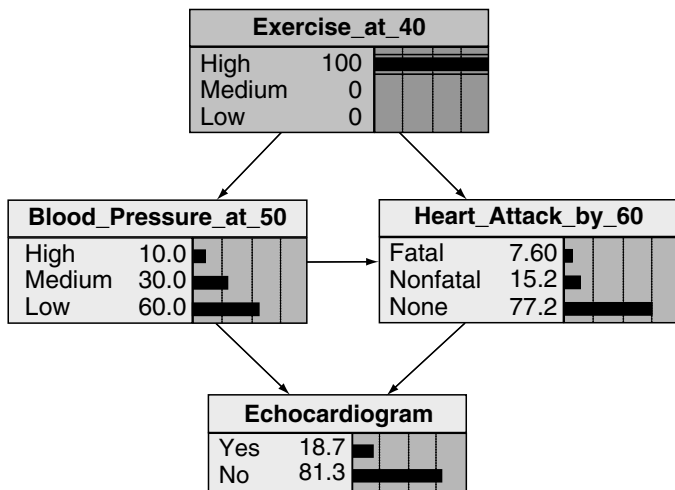 Exercise_at_40
High 100
Medium 0
Low 0
Blood_Pressure_at_50
High 10.0
Medium 30.0
Low 60.0
Heart_Attack_by_60
Fatal 7.60
Nonfatal 15.2
None 77.2
Echocardiogram
Yes 18.7
No 81.3